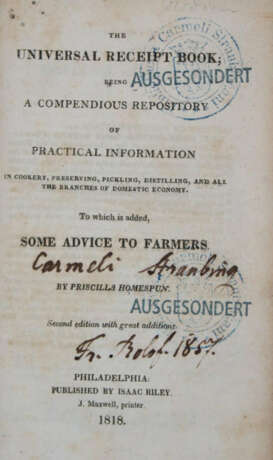 THE
UNIVERSAL RECEIPT BOOK;
BEING
AUSGESONDERT
A COMPENDIOUS REPOSITORY
OF
PRACTICAL INFORMATION
IN COOKERY, PRESERVING, PICKLING, DISTILLING, AND ALL
THE BRANCHES OF DOMESTIC ECONOMY.
To which is added,
SOME ADVICE TO FARMERS.
Carmeli Straubing
BY PRISCILLA HOMESPUN.
AUSGESONDERT
Second edition with great additions.
1857.
PHILADELPHIA:
PUBLISHED BY ISAAC RILEY.
J. Maxwell, printer.
1818.